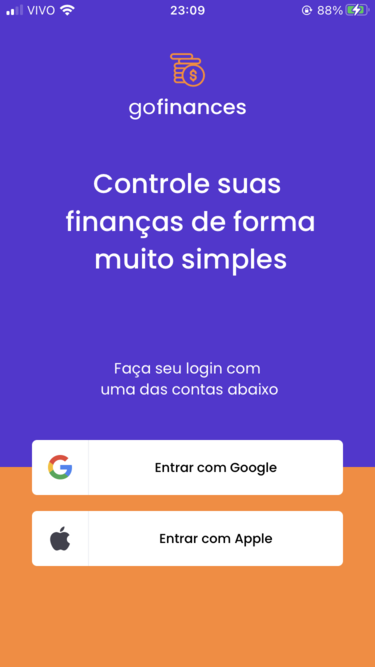 VIVO 23:09 88%
$
gofinances
Controle suas
finanças de forma
muito simples
Faça seu login com
uma das contas abaixo
G Entrar com Google
Entrar com Apple